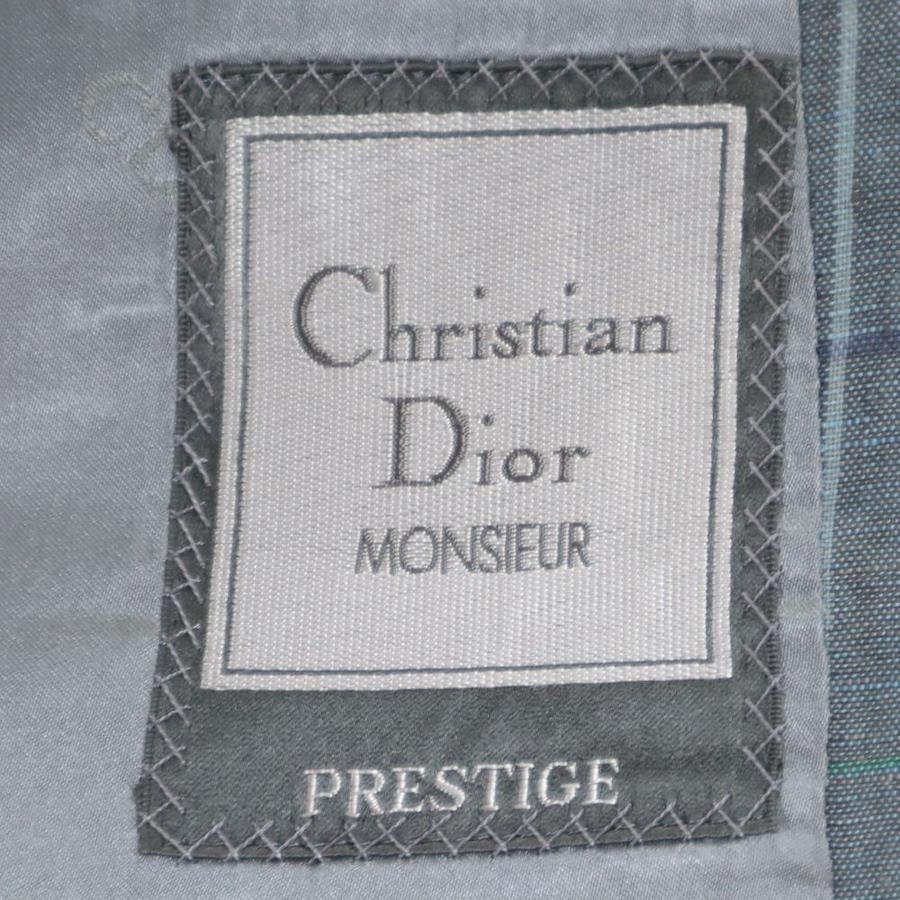 Christian
Dior
MONSIEUR
PRESTIGE